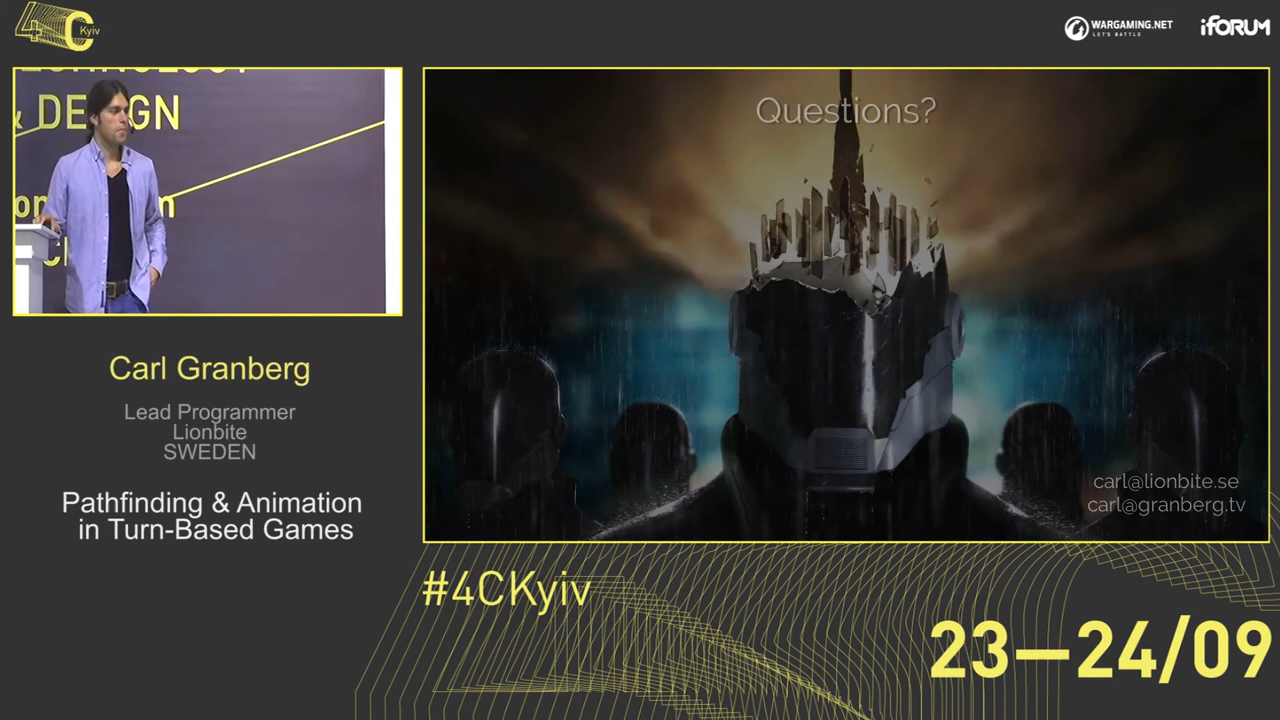 4C Kyiv
WARGAMING.NET
LET'S BATTLE
iFORUM
& DESIGN
Questions?
Carl Granberg
Lead Programmer
Lionbite
SWEDEN
Pathfinding & Animation
in Turn-Based Games
carl@lionbite.se
carl@granberg.tv
#4CKyiv
23—24/09